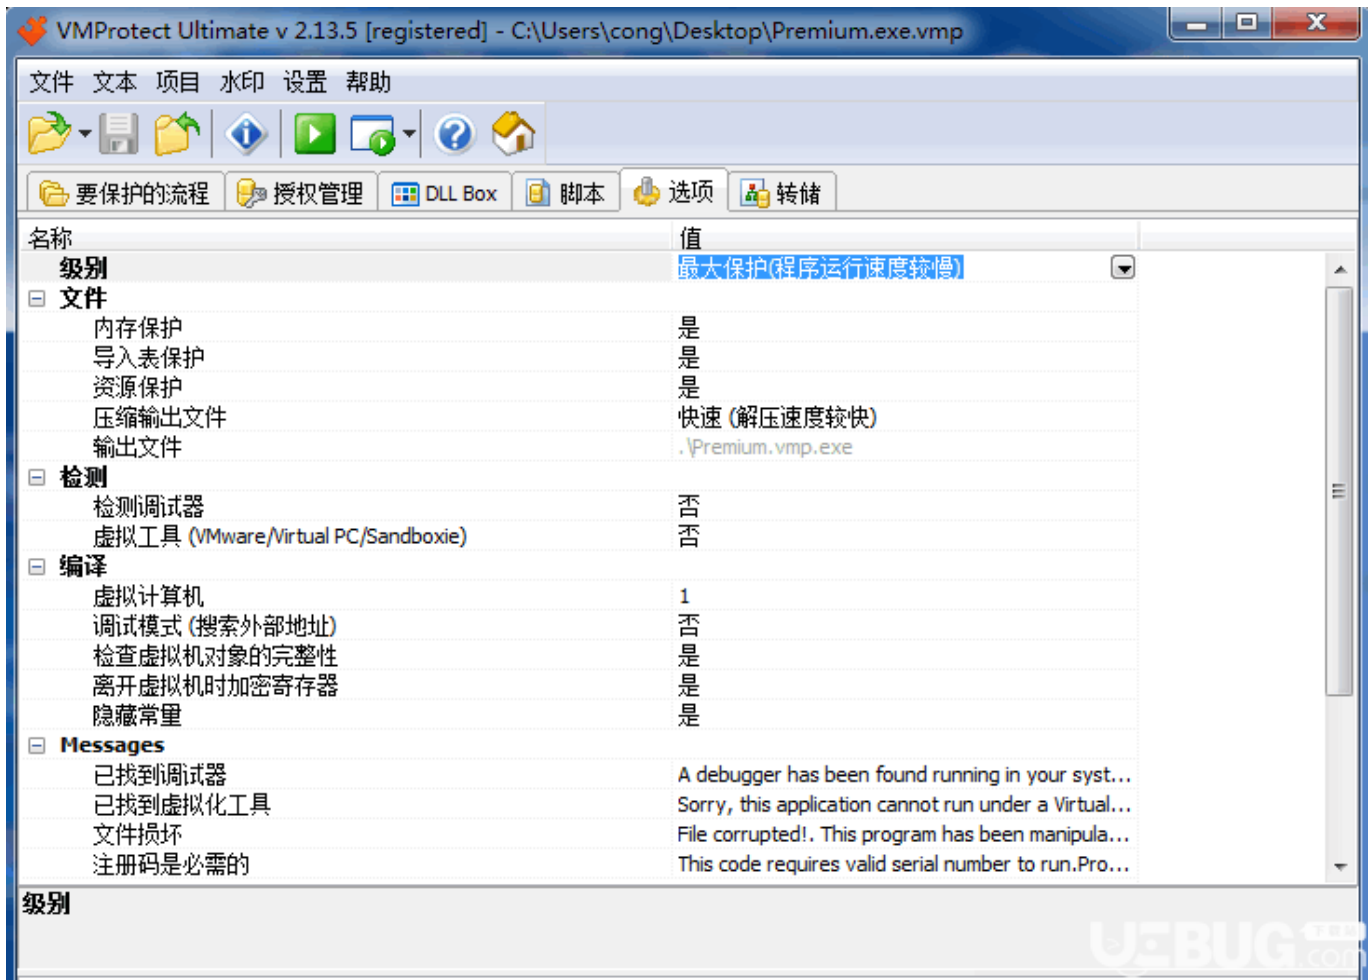 VMProtect Ultimate v 2.13.5 [registered] - C:\Users\cong\Desktop\Premium.exe.vmp
文件 文本 项目 水印 设置 帮助
要保护的流程 授权管理 DLL Box 脚本 选项 转储
名称 值
级别 最大保护(程序运行速度较慢)
文件
内存保护 是
导入表保护 是
资源保护 是
压缩输出文件 快速 (解压速度较快)
输出文件 .\Premium.vmp.exe
检测
检测调试器 否
虚拟工具 (VMware/Virtual PC/Sandboxie) 否
编译
虚拟计算机 1
调试模式 (搜索外部地址) 否
检查虚拟机对象的完整性 是
离开虚拟机时加密寄存器 是
隐藏常量 是
Messages
已找到调试器 A debugger has been found running in your syst...
已找到虚拟化工具 Sorry, this application cannot run under a Virtual...
文件损坏 File corrupted!. This program has been manipula...
注册码是必需的 This code requires valid serial number to run.Pro...
级别
UEBUG 下载站
.com